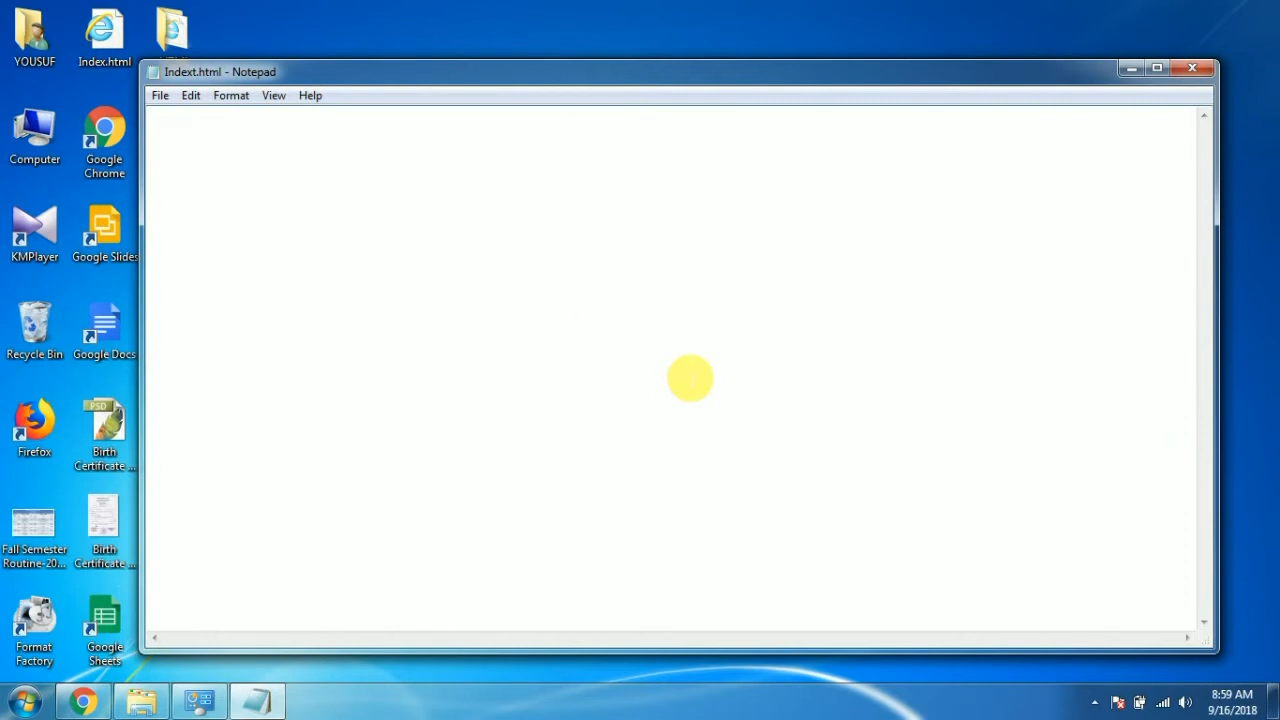 YOUSUF
Index.html
Indext.html - Notepad
File Edit Format View Help
Computer
Google
Chrome
KMPlayer
Google Slides
Recycle Bin
Google Docs
PSD
Firefox
Birth
Certificate ...
Fall Semester
Routine-20...
Birth
Certificate ...
Format
Factory
Google
Sheets
8:59 AM
9/16/2018